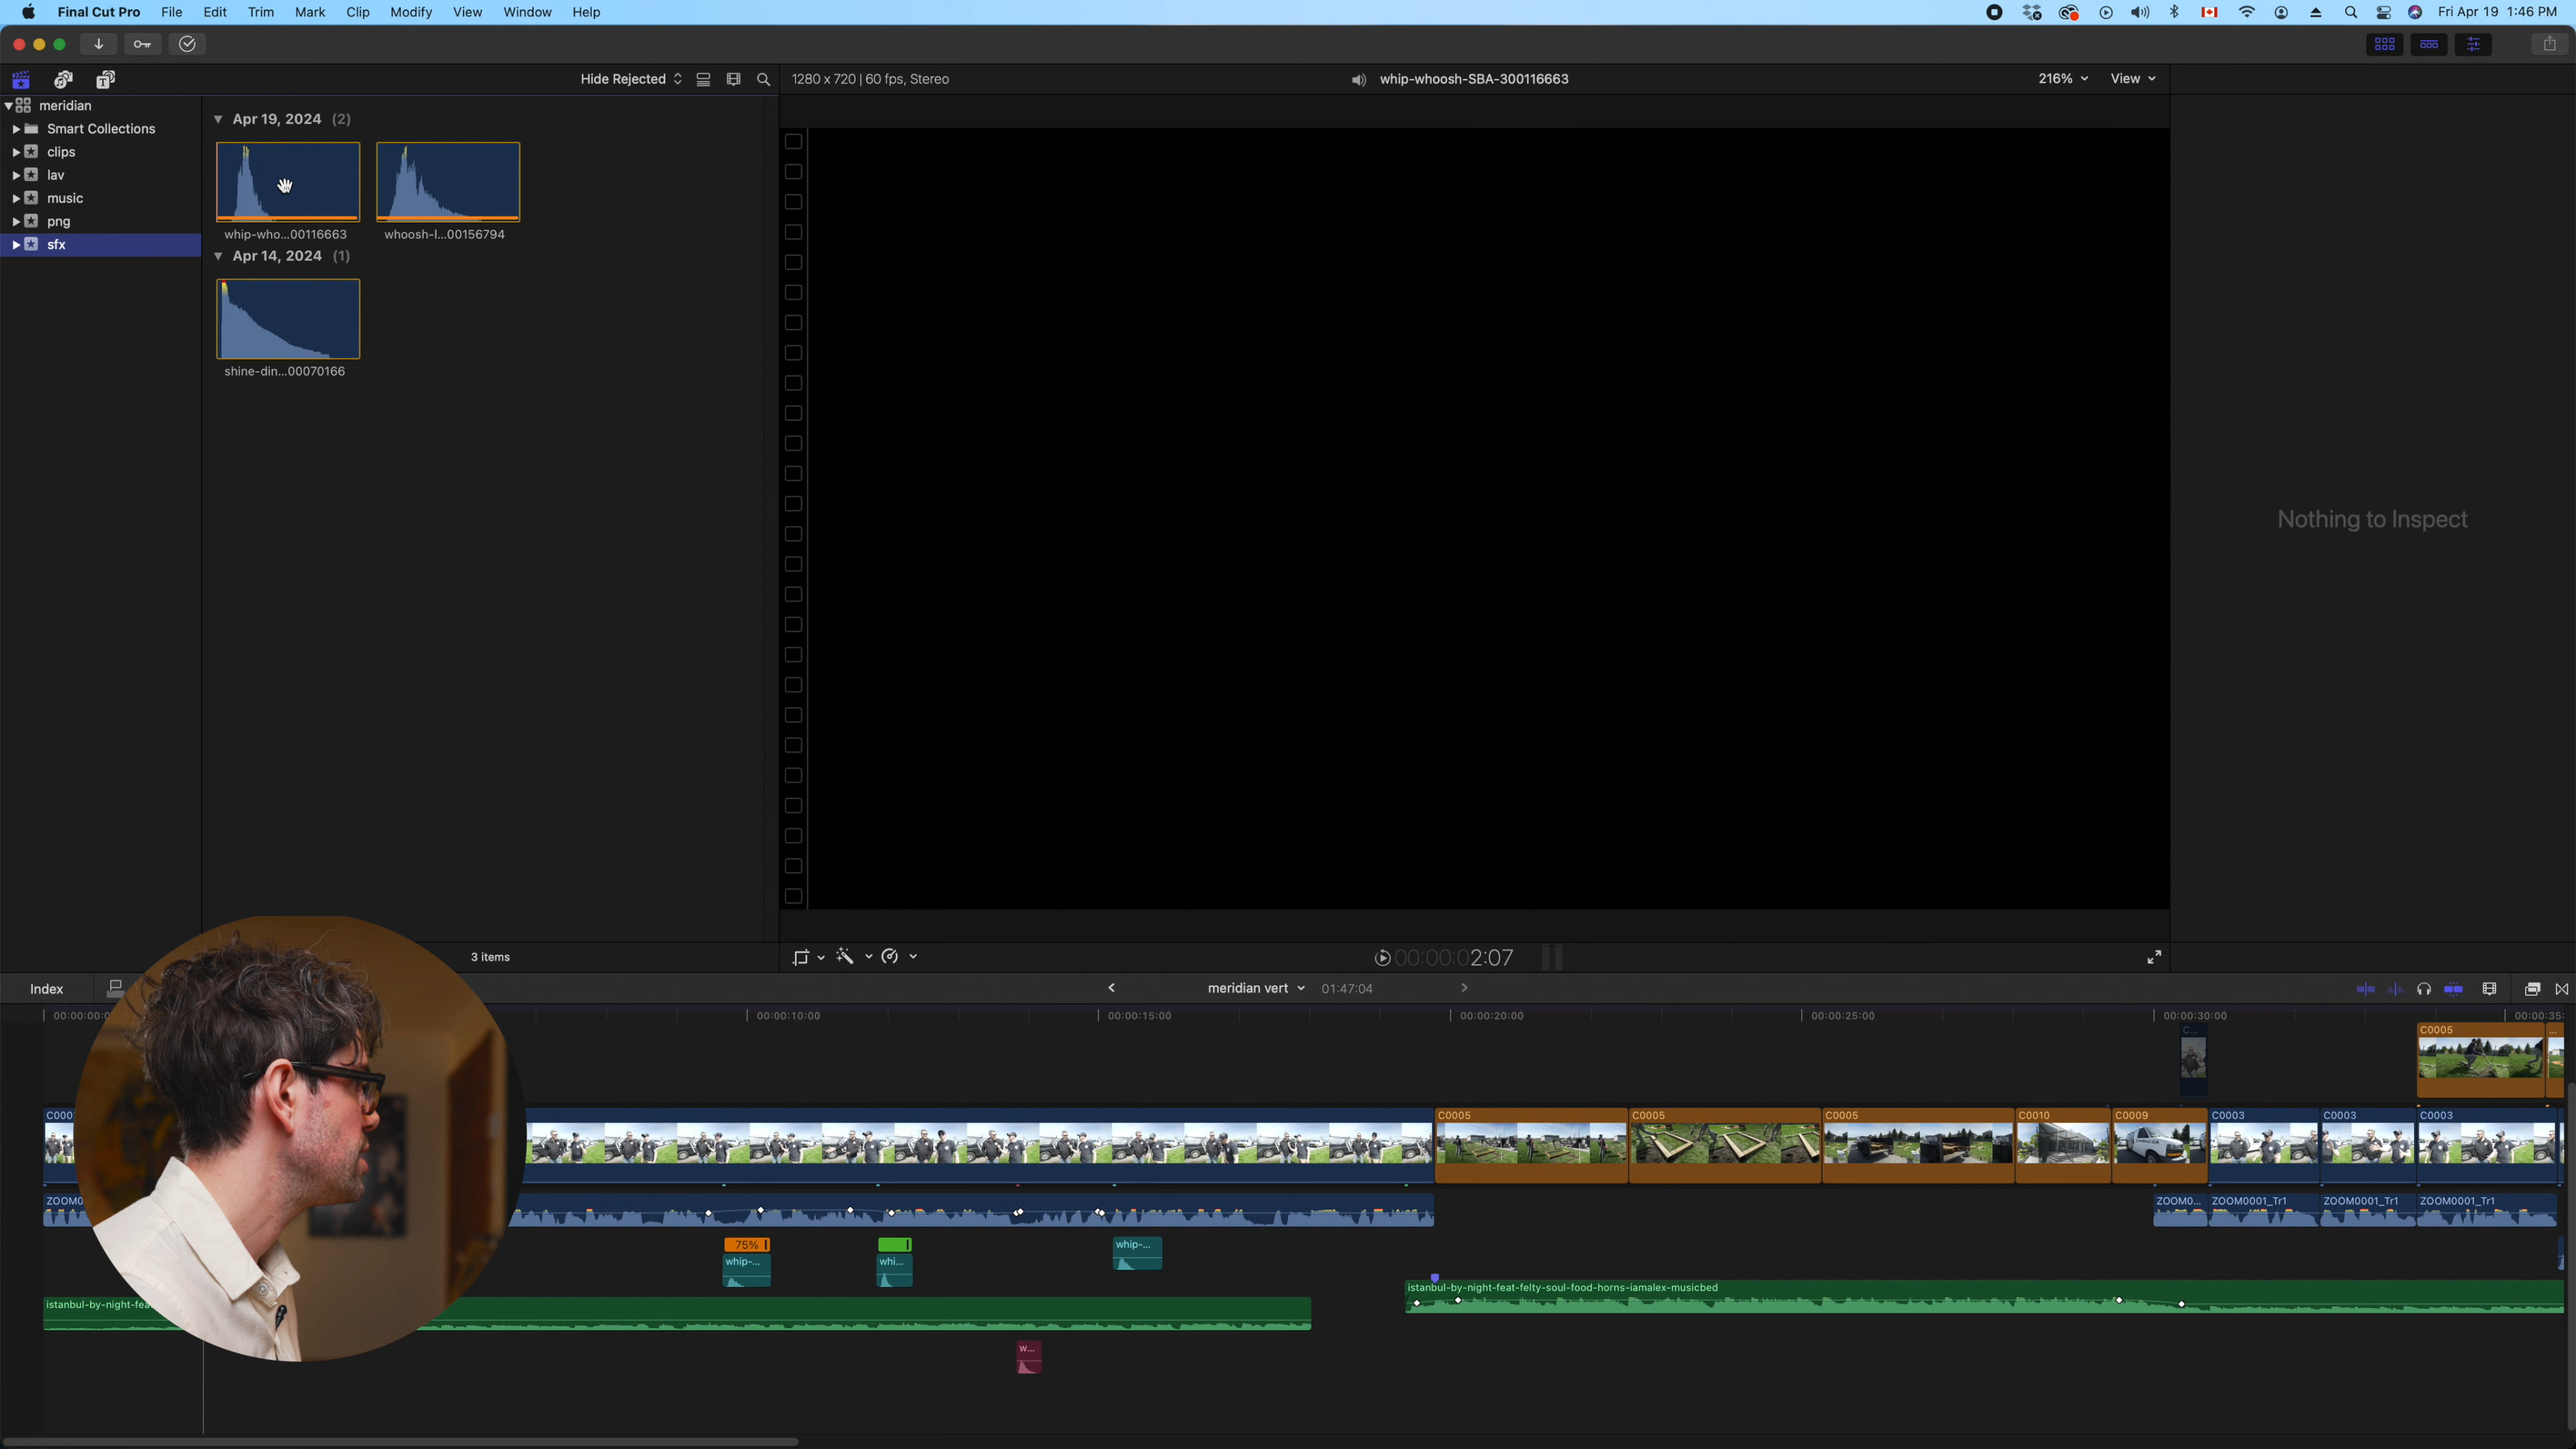 Final Cut Pro File Edit Trim Mark Clip Modify View Window Help Fri Apr 19 1:46 PM
Hide Rejected 1280 x 720 | 60 fps, Stereo whip-whoosh-SBA-300116663 216% View
meridian
Smart Collections
clips
lav
music
png
sfx
Apr 19, 2024 (2)
whip-who...00116663 whoosh-l...00156794
Apr 14, 2024 (1)
shine-din...00070166
Nothing to Inspect
3 items 00:00:02:07
Index meridian vert 01:47:04
00:00:00:0 00:00:10:00 00:00:15:00 00:00:20:00 00:00:25:00 00:00:30:00 00:00:35:
C... C0005 ...
C000 C0005 C0005 C0005 C0010 C0009 C0003 C0003 C0003
ZOOM0 ZOOM0... ZOOM0001_Tr1 ZOOM0001_Tr1 ZOOM0001_Tr1
75% whip-...
whip-... whi...
istanbul-by-night-feat-felty-soul-food-horns-iamalex-musicbed
istanbul-by-night-fea
w...